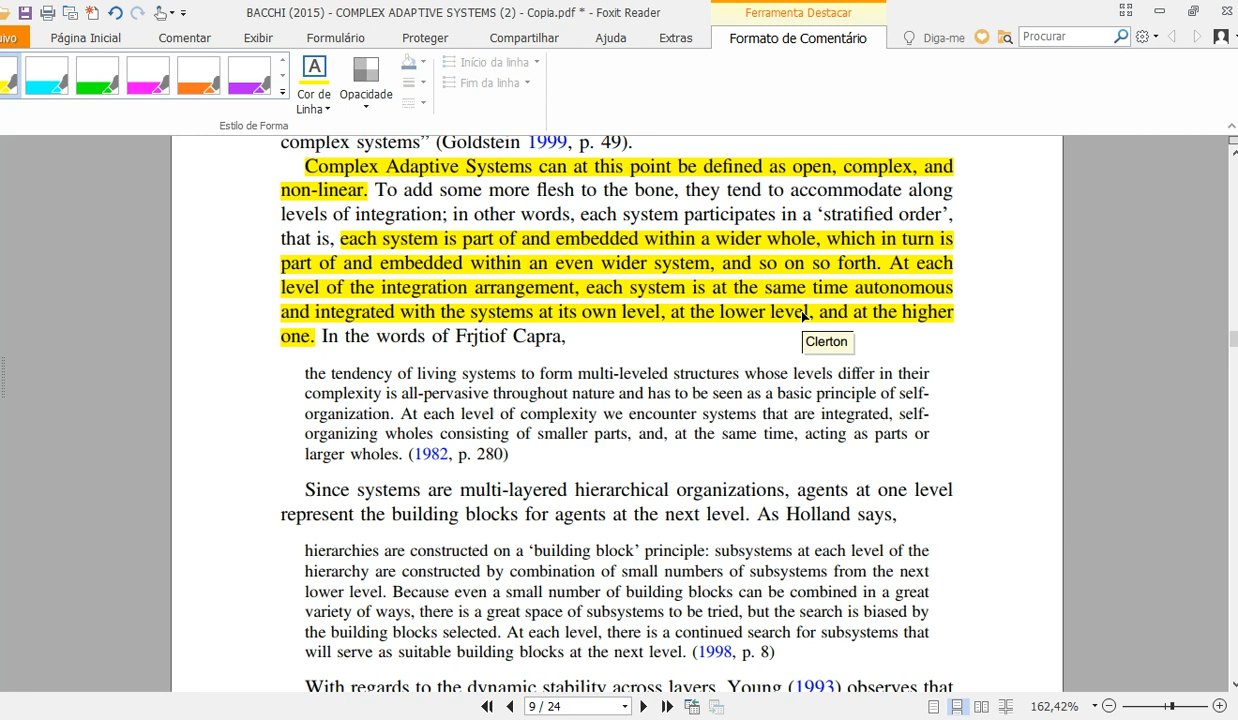 BACCHI (2015) - COMPLEX ADAPTIVE SYSTEMS (2) - Copia.pdf * - Foxit Reader
Ferramenta Destacar
ivo Página Inicial Comentar Exibir Formulário Proteger Compartilhar Ajuda Extras Formato de Comentário Diga-me Procurar
Cor de Linha
Opacidade
Início da linha
Fim da linha
Estilo de Forma
complex systems” (Goldstein 1999, p. 49).
Complex Adaptive Systems can at this point be defined as open, complex, and
non-linear. To add some more flesh to the bone, they tend to accommodate along
levels of integration; in other words, each system participates in a ‘stratified order’,
that is, each system is part of and embedded within a wider whole, which in turn is
part of and embedded within an even wider system, and so on so forth. At each
level of the integration arrangement, each system is at the same time autonomous
and integrated with the systems at its own level, at the lower level, and at the higher
one. In the words of Frjtiof Capra,
Clerton
the tendency of living systems to form multi-leveled structures whose levels differ in their
complexity is all-pervasive throughout nature and has to be seen as a basic principle of self-
organization. At each level of complexity we encounter systems that are integrated, self-
organizing wholes consisting of smaller parts, and, at the same time, acting as parts or
larger wholes. (1982, p. 280)
Since systems are multi-layered hierarchical organizations, agents at one level
represent the building blocks for agents at the next level. As Holland says,
hierarchies are constructed on a ‘building block’ principle: subsystems at each level of the
hierarchy are constructed by combination of small numbers of subsystems from the next
lower level. Because even a small number of building blocks can be combined in a great
variety of ways, there is a great space of subsystems to be tried, but the search is biased by
the building blocks selected. At each level, there is a continued search for subsystems that
will serve as suitable building blocks at the next level. (1998, p. 8)
With regards to the dynamic stability across layers, Young (1993) observes that
9 / 24
162,42%